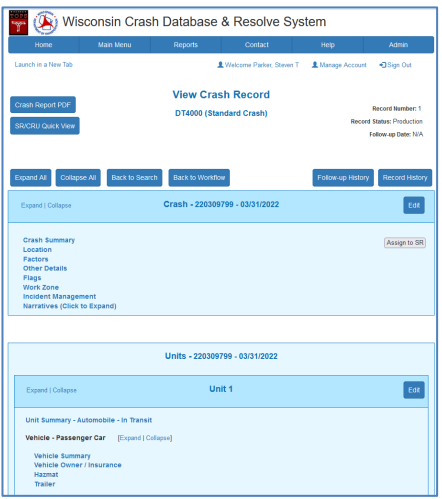 Wisconsin Crash Database & Resolve System
Home Main Menu Reports Contact Help Admin
Launch in a New Tab Welcome Parker, Steven T Manage Account Sign Out
View Crash Record
Crash Report PDF
DT4000 (Standard Crash)
Record Number: 1
SR/CRU Quick View
Record Status: Production
Follow-up Date: N/A
Expand All Collapse All Back to Search Back to Workflow Follow-up History Record History
Expand | Collapse Crash - 220309799 - 03/31/2022 Edit
Crash Summary Assign to SR
Location
Factors
Other Details
Flags
Work Zone
Incident Management
Narratives (Click to Expand)
Units - 220309799 - 03/31/2022
Expand | Collapse Unit 1 Edit
Unit Summary - Automobile - In Transit
Vehicle - Passenger Car [Expand | Collapse]
Vehicle Summary
Vehicle Owner / Insurance
Hazmat
Trailer